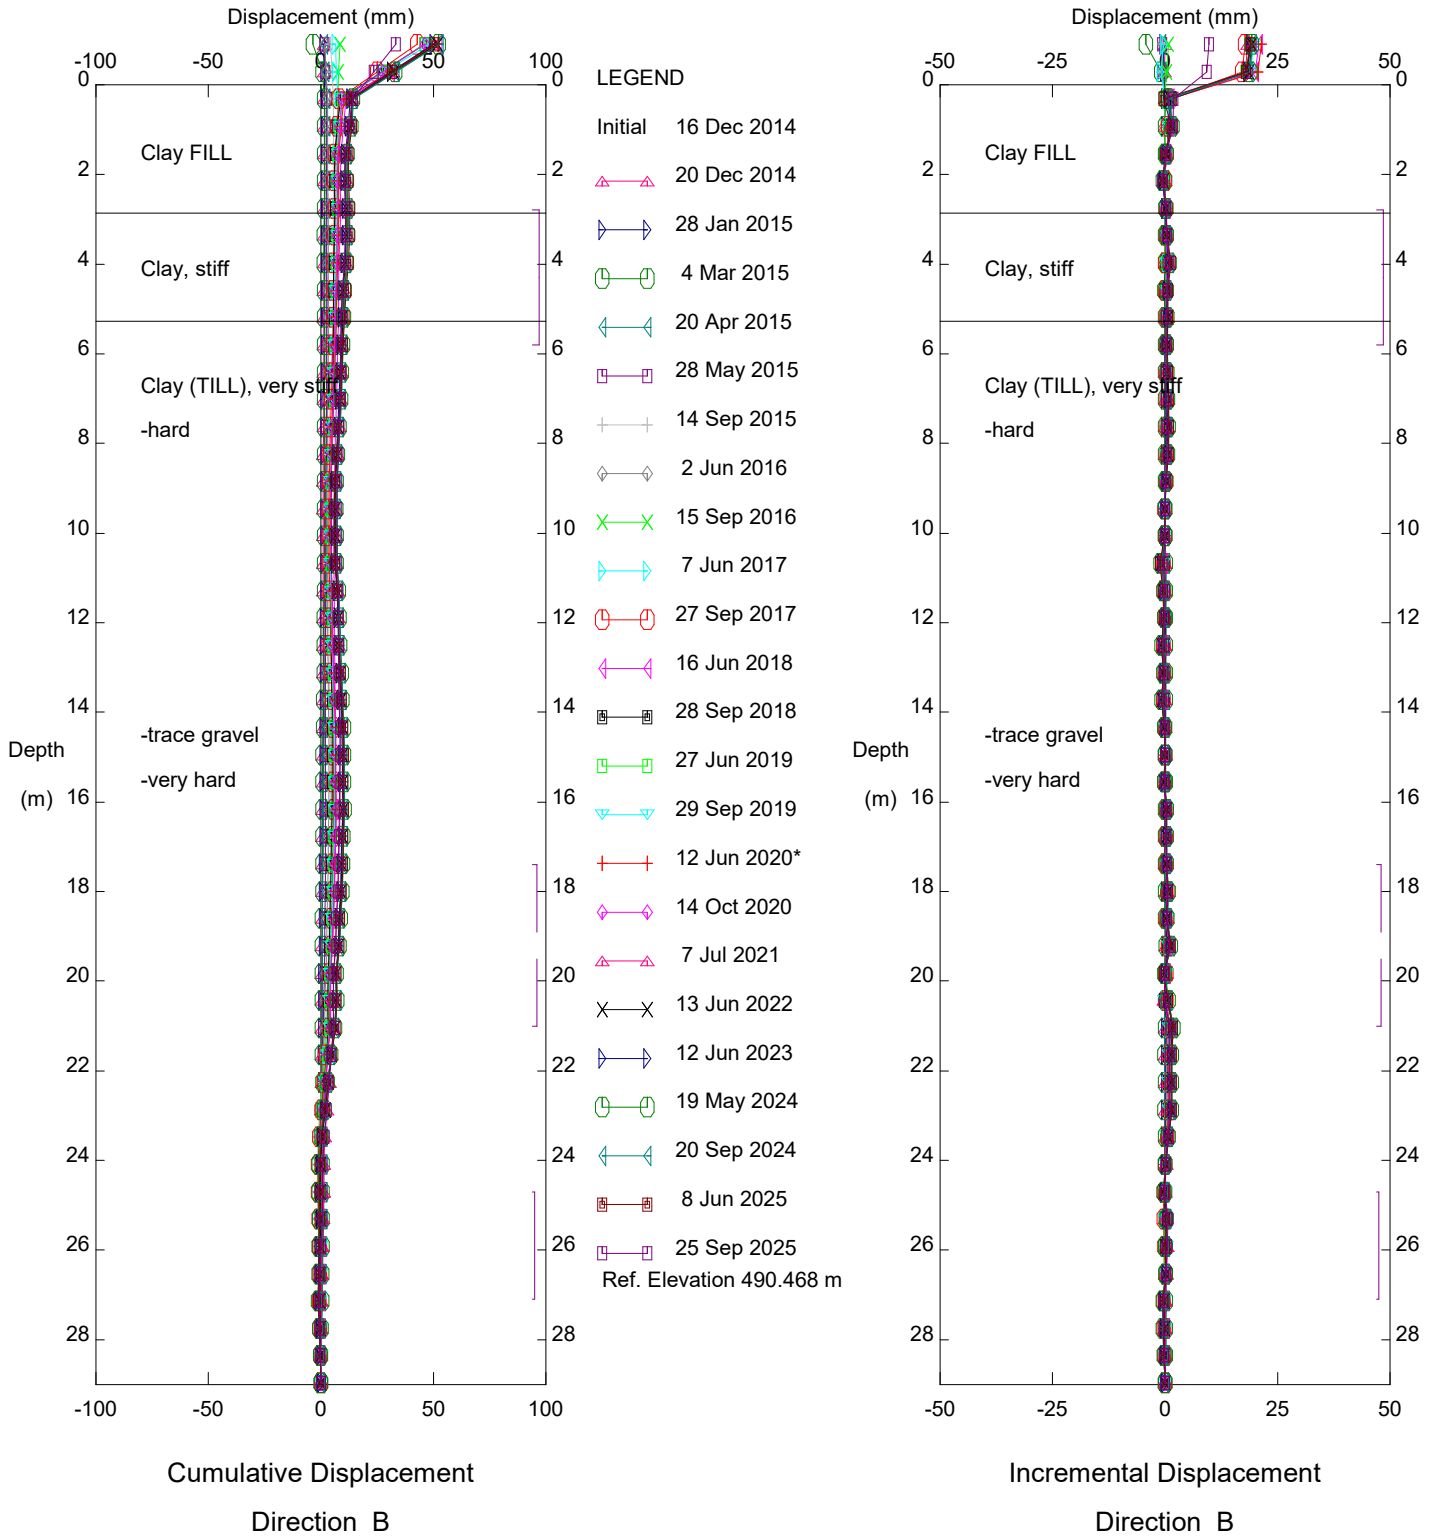 Displacement (mm)
-100 -50 0 50 100
0 0
Clay FILL
2 2
Clay, stiff
4 4
6 6
Clay (TILL), very stiff
-hard
8 8
10 10
12 12
14 14
-trace gravel
Depth
-very hard
(m)
16 16
18 18
20 20
22 22
24 24
26 26
28 28
-100 -50 0 50 100
Cumulative Displacement
Direction B
LEGEND
Initial 16 Dec 2014
20 Dec 2014
28 Jan 2015
4 Mar 2015
20 Apr 2015
28 May 2015
14 Sep 2015
2 Jun 2016
15 Sep 2016
7 Jun 2017
27 Sep 2017
16 Jun 2018
28 Sep 2018
27 Jun 2019
29 Sep 2019
12 Jun 2020*
14 Oct 2020
7 Jul 2021
13 Jun 2022
12 Jun 2023
19 May 2024
20 Sep 2024
8 Jun 2025
25 Sep 2025
Ref. Elevation 490.468 m
Displacement (mm)
-50 -25 0 25 50
0 0
Clay FILL
2 2
Clay, stiff
4 4
6 6
Clay (TILL), very stiff
-hard
8 8
10 10
12 12
14 14
-trace gravel
Depth
-very hard
(m)
16 16
18 18
20 20
22 22
24 24
26 26
28 28
-50 -25 0 25 50
Incremental Displacement
Direction B